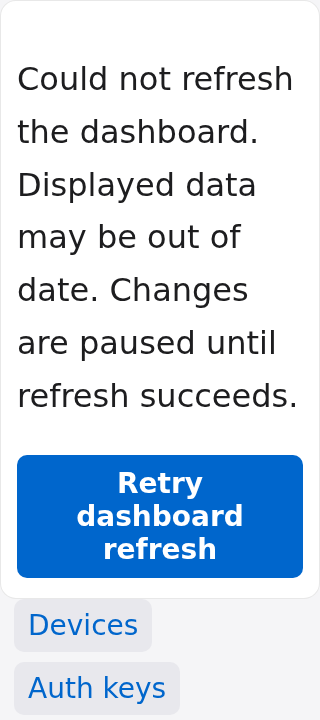 Could not refresh
the dashboard.
Displayed data
may be out of
date. Changes
are paused until
refresh succeeds.
Retry
dashboard
refresh
Devices
Auth keys